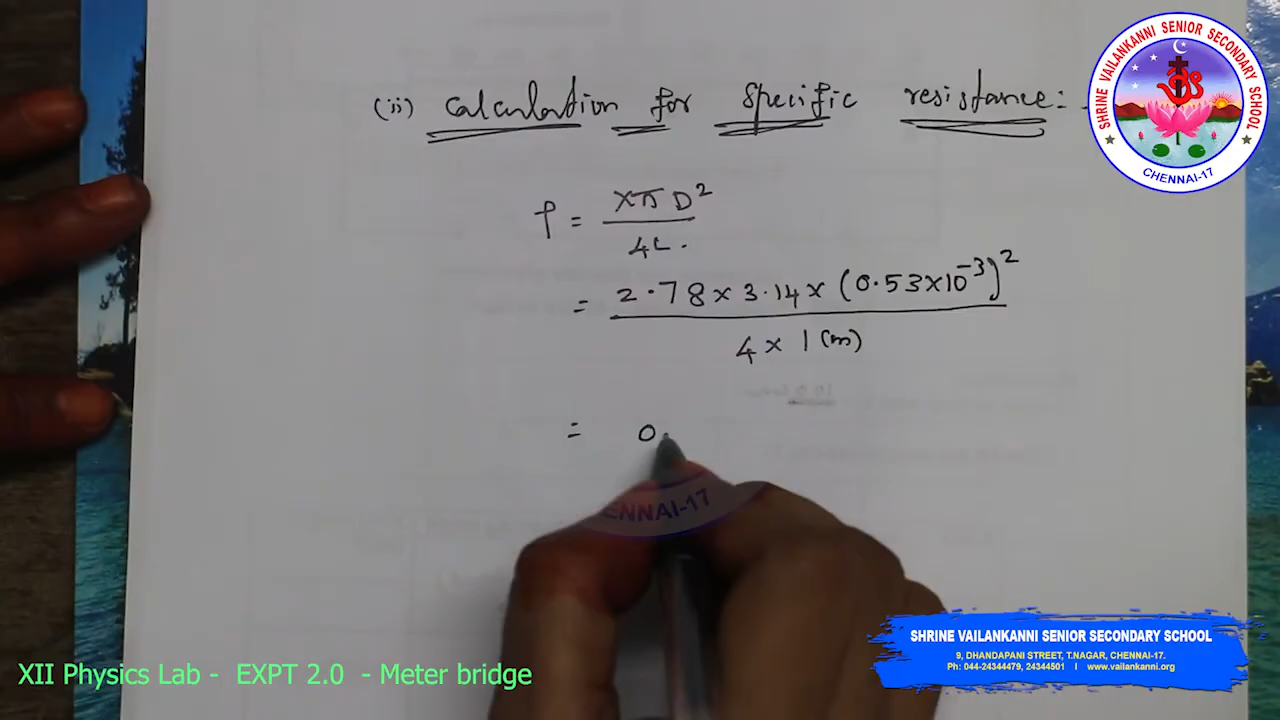 (ii) Calculation for Specific resistance: -
ρ = XπD² / 4L.
= 2.78 × 3.14 × (0.53×10⁻³)² / 4 × 1 (m)
= 0.
SHRINE VAILANKANNI SENIOR SECONDARY SCHOOL
CHENNAI-17
ENNAI-17
SHRINE VAILANKANNI SENIOR SECONDARY SCHOOL
9, DHANDAPANI STREET, T.NAGAR, CHENNAI-17.
Ph: 044-24344479, 24344501 I www.vailankanni.org
XII Physics Lab - EXPT 2.0 - Meter bridge